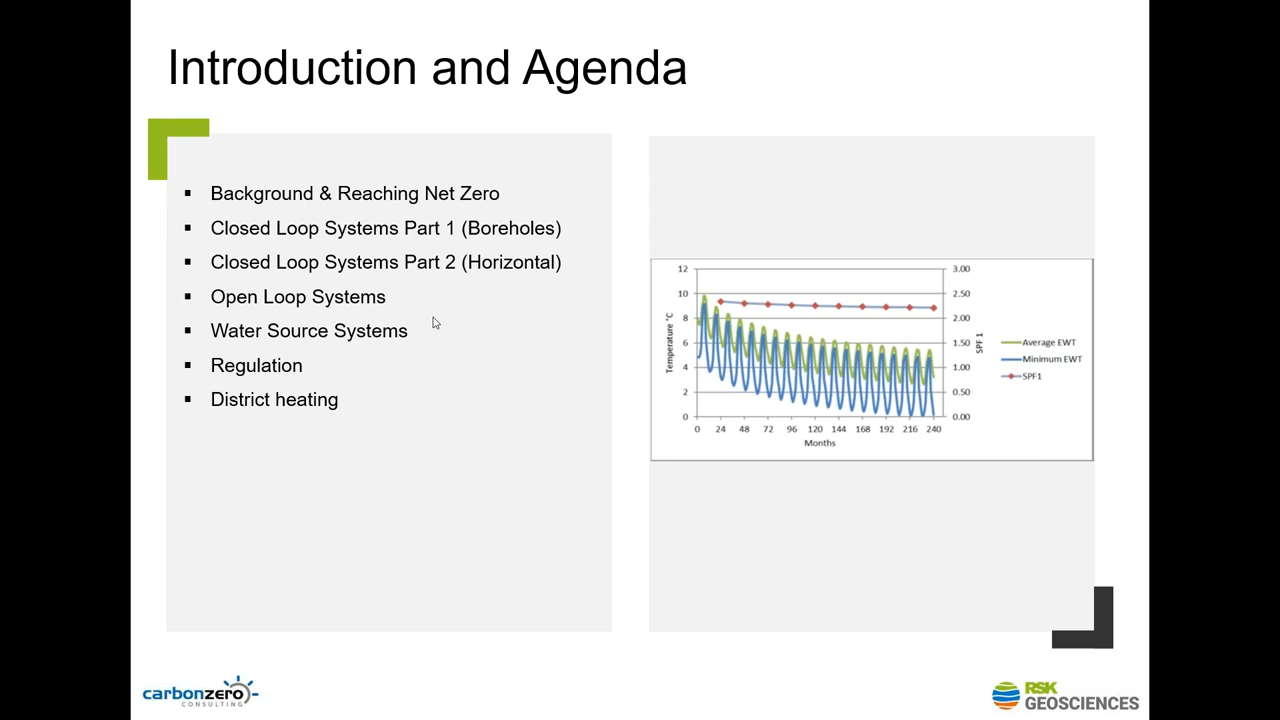 Introduction and Agenda
▪ Background & Reaching Net Zero
▪ Closed Loop Systems Part 1 (Boreholes)
▪ Closed Loop Systems Part 2 (Horizontal)
▪ Open Loop Systems
▪ Water Source Systems
▪ Regulation
▪ District heating
12
10
8
6
4
2
0
Temperature °C
3.00
2.50
2.00
1.50
1.00
0.50
0.00
SPF 1
0 24 48 72 96 120 144 168 192 216 240
Months
Average EWT
Minimum EWT
SPF1
carbonzero
CONSULTING
RSK
GEOSCIENCES